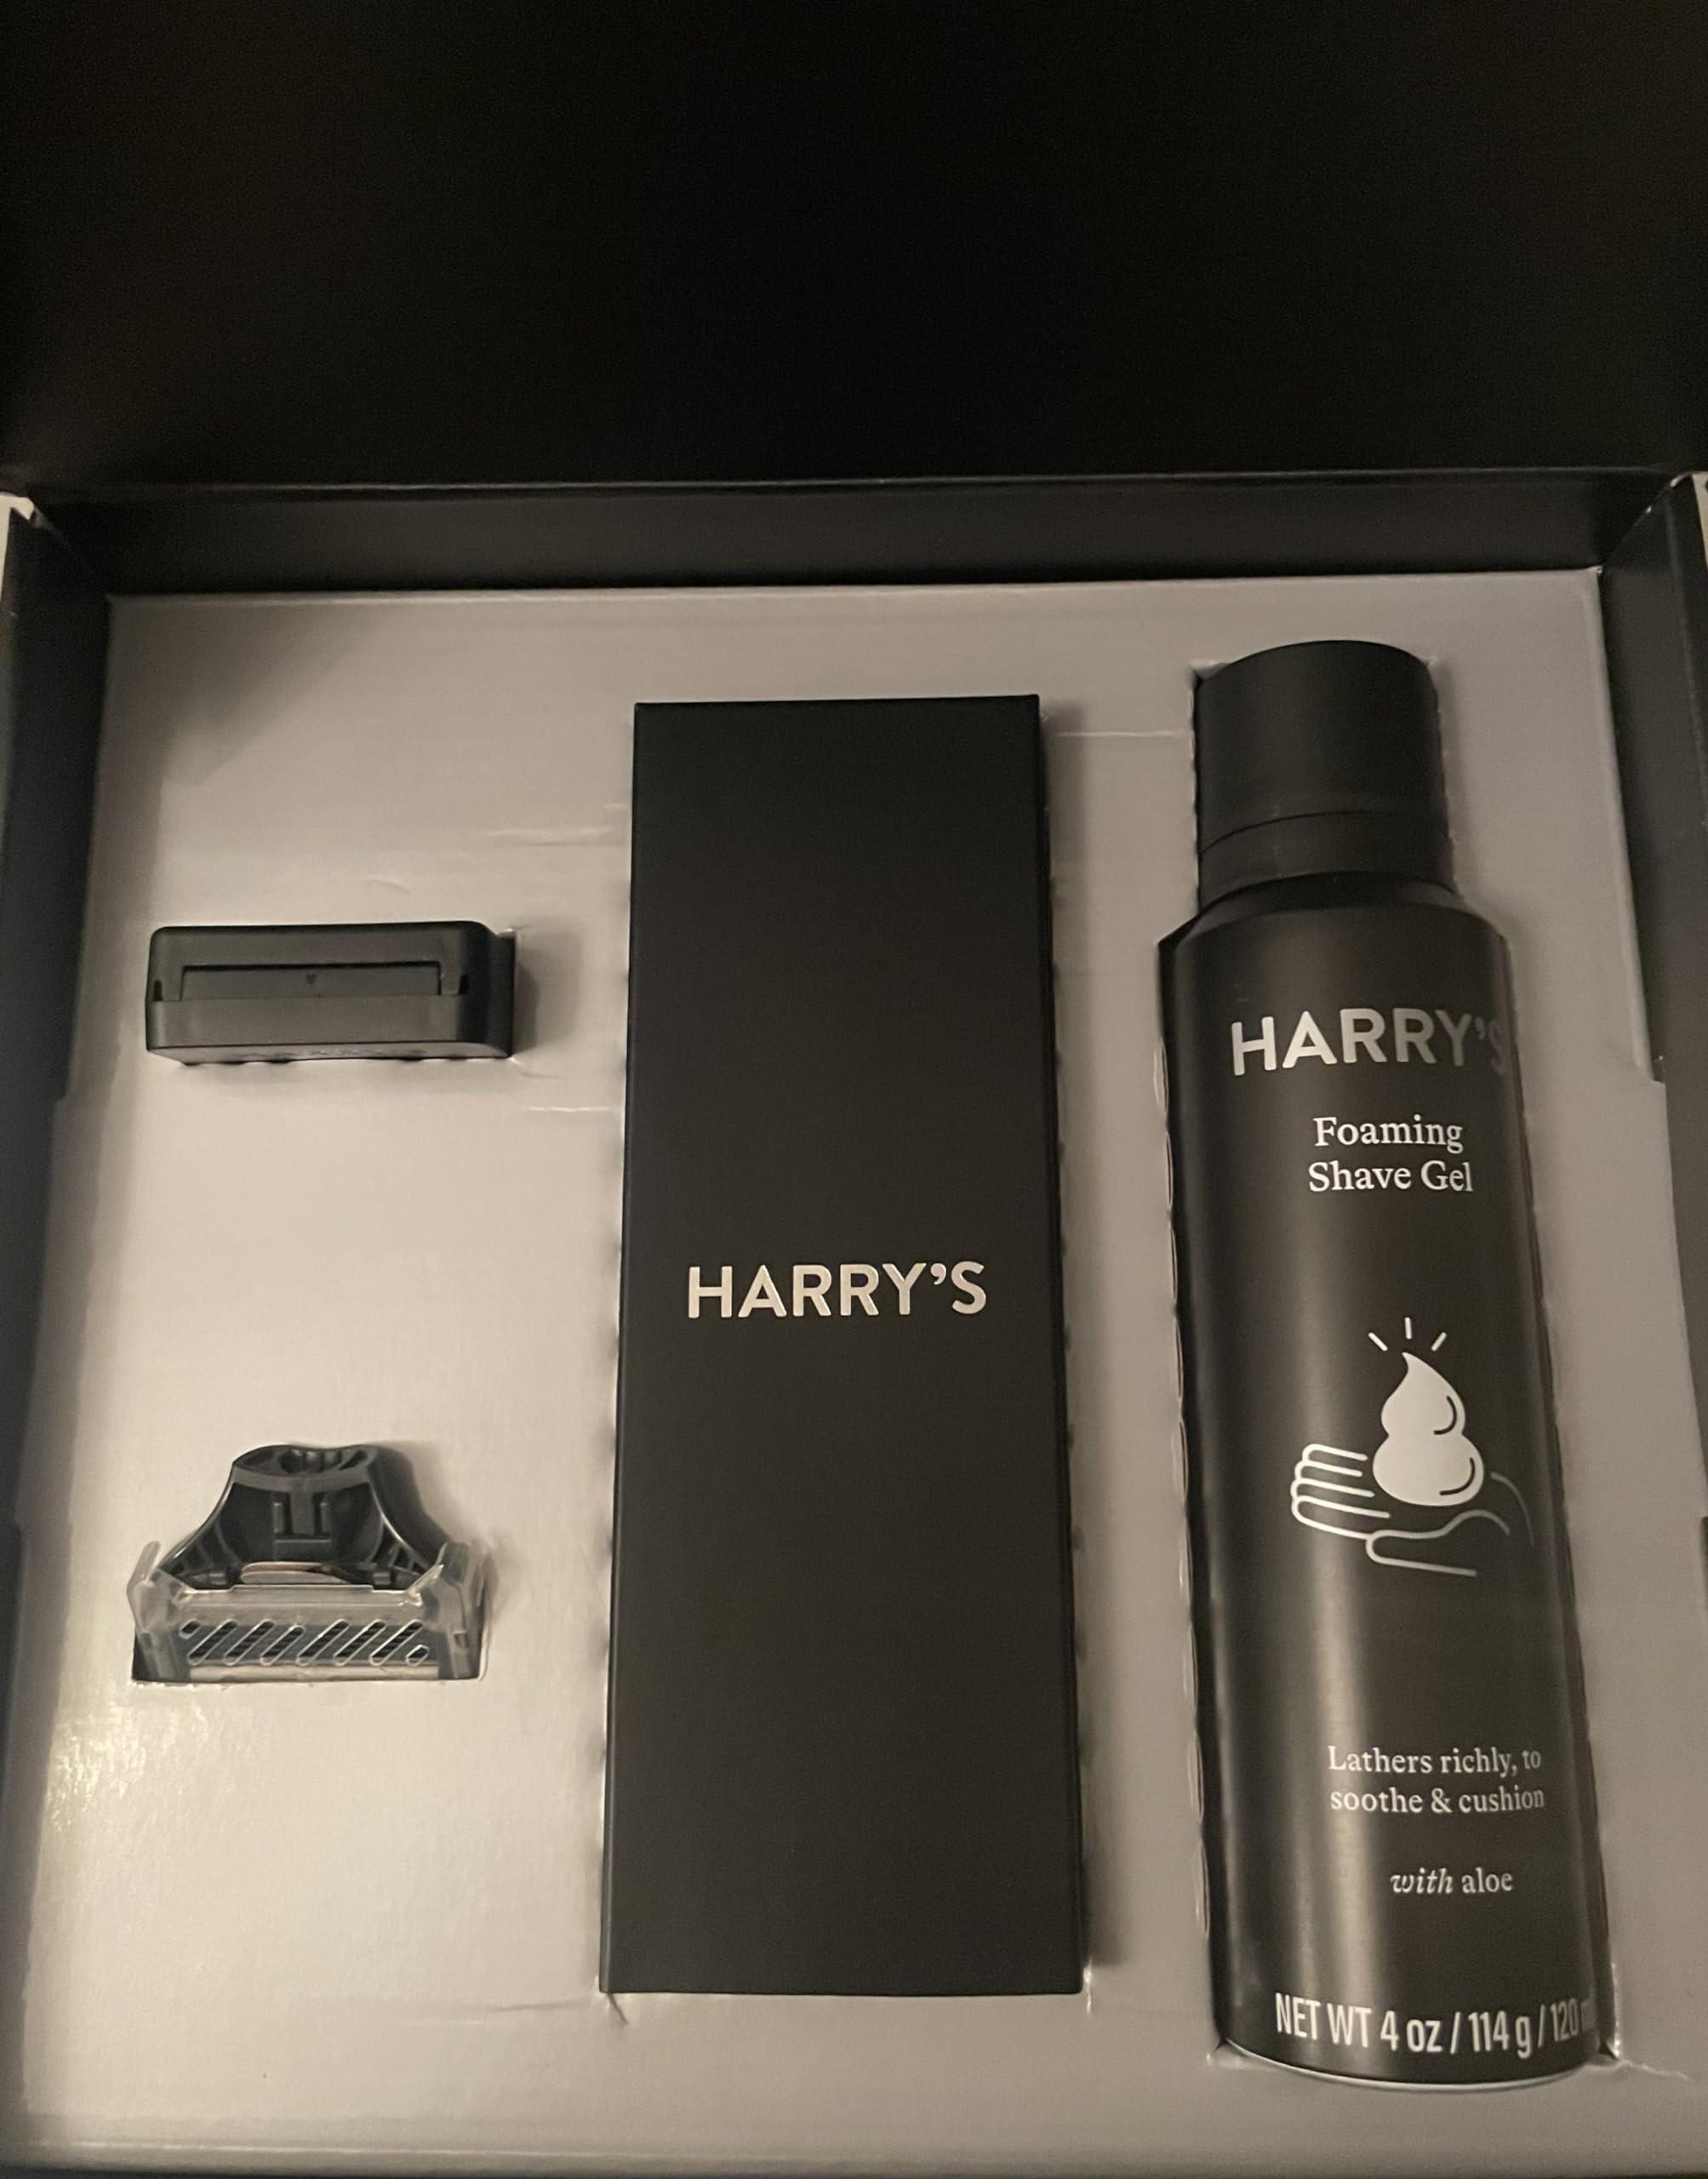 HARRY'S
HARRY'S
Foaming
Shave Gel
Lathers richly, to
soothe & cushion
with aloe
NET WT 4 oz / 114 g / 120